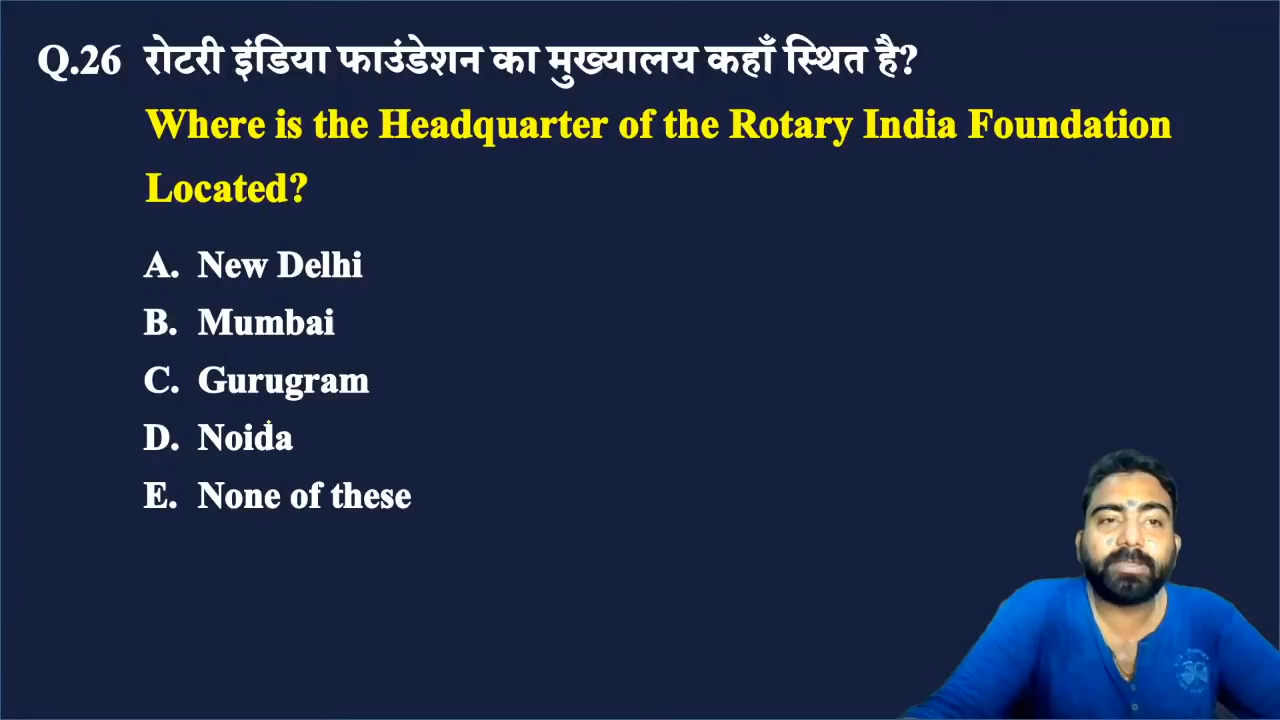 Q.26 रोटरी इंडिया फाउंडेशन का मुख्यालय कहाँ स्थित है?
Where is the Headquarter of the Rotary India Foundation
Located?
A. New Delhi
B. Mumbai
C. Gurugram
D. Noida
E. None of these